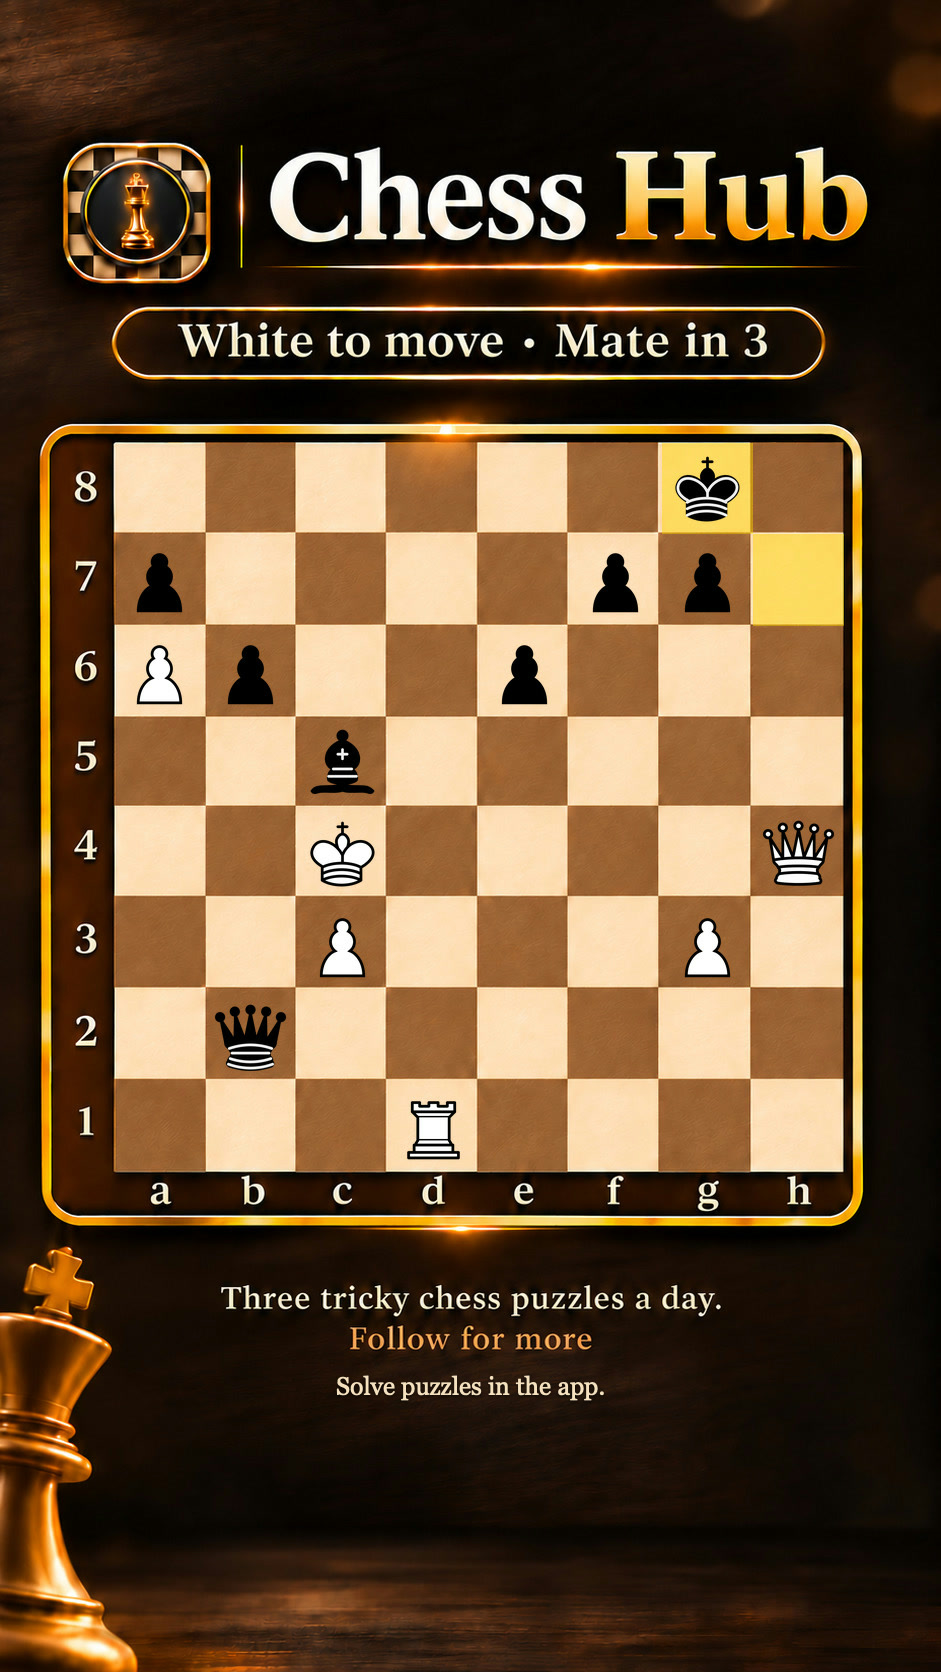 Chess Hub
White to move • Mate in 3
8
7
6
5
4
3
2
1
a b c d e f g h
Three tricky chess puzzles a day.
Follow for more
Solve puzzles in the app.